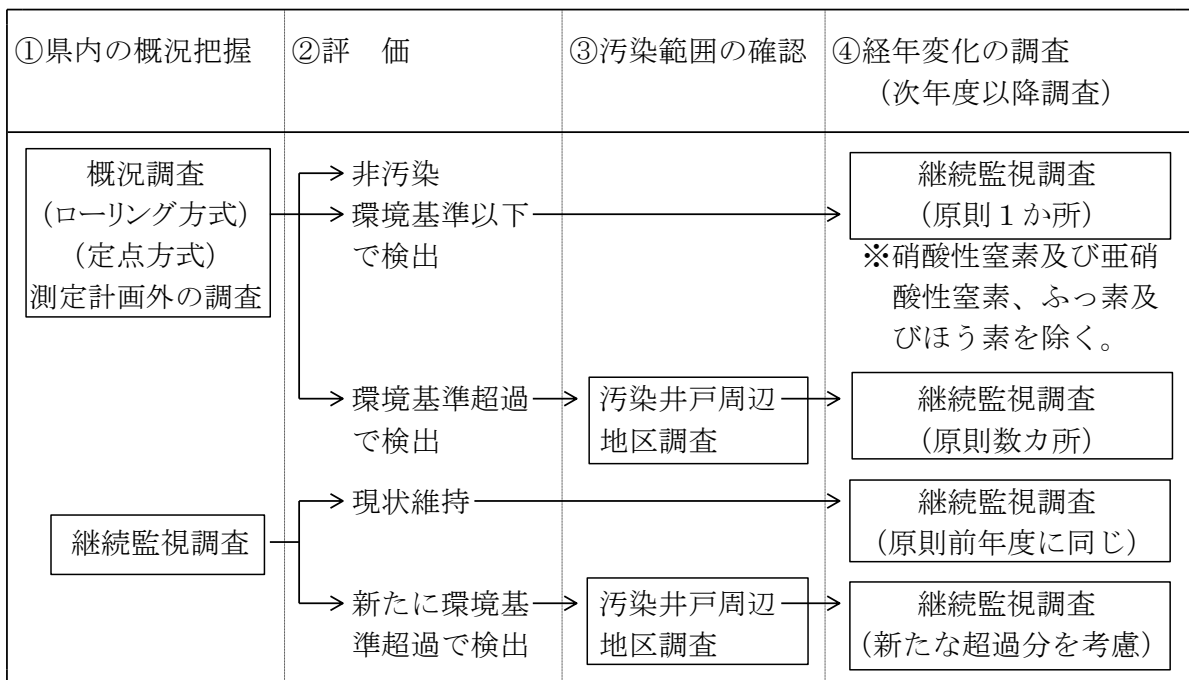 ①県内の概況把握
②評　価
③汚染範囲の確認
④経年変化の調査
（次年度以降調査）
概況調査
（ローリング方式）
（定点方式）
測定計画外の調査
非汚染
環境基準以下
で検出
継続監視調査
（原則１か所）
※硝酸性窒素及び亜硝
酸性窒素、ふっ素及
びほう素を除く。
環境基準超過
で検出
汚染井戸周辺
地区調査
継続監視調査
（原則数カ所）
継続監視調査
現状維持
継続監視調査
（原則前年度に同じ）
新たに環境基
準超過で検出
汚染井戸周辺
地区調査
継続監視調査
（新たな超過分を考慮）